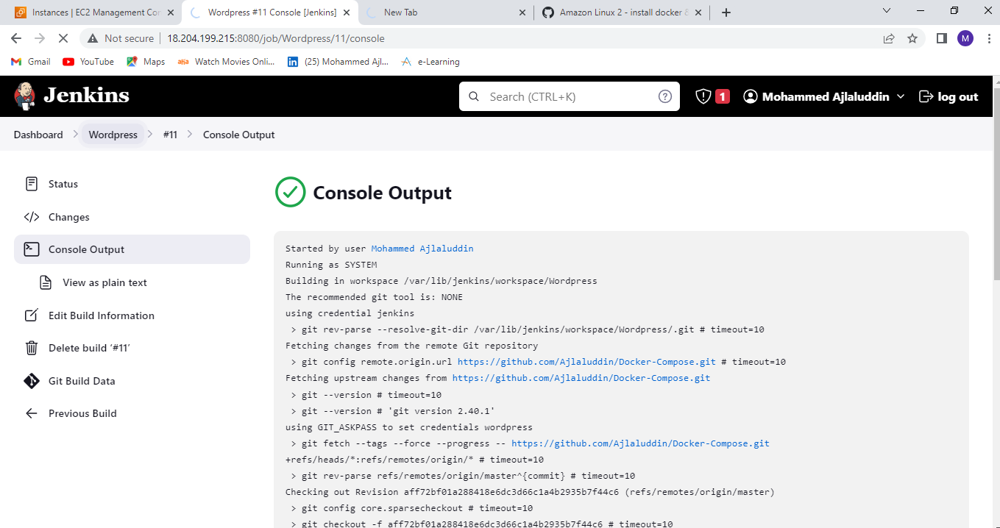 Instances | EC2 Management Con
Wordpress #11 Console [Jenkins]
New Tab
Amazon Linux 2 - install docker &
Not secure
18.204.199.215:8080/job/Wordpress/11/console
M
Gmail
YouTube
Maps
Watch Movies Onli...
(25) Mohammed Ajl...
e-Learning
Jenkins
Search (CTRL+K)
1
Mohammed Ajlaluddin
log out
Dashboard
Wordpress
#11
Console Output
Status
Changes
Console Output
View as plain text
Edit Build Information
Delete build ‘#11’
Git Build Data
Previous Build
Console Output
Started by user Mohammed Ajlaluddin
Running as SYSTEM
Building in workspace /var/lib/jenkins/workspace/Wordpress
The recommended git tool is: NONE
using credential jenkins
> git rev-parse --resolve-git-dir /var/lib/jenkins/workspace/Wordpress/.git # timeout=10
Fetching changes from the remote Git repository
> git config remote.origin.url https://github.com/Ajlaluddin/Docker-Compose.git # timeout=10
Fetching upstream changes from https://github.com/Ajlaluddin/Docker-Compose.git
> git --version # timeout=10
> git --version # 'git version 2.40.1'
using GIT_ASKPASS to set credentials wordpress
> git fetch --tags --force --progress -- https://github.com/Ajlaluddin/Docker-Compose.git
+refs/heads/*:refs/remotes/origin/* # timeout=10
> git rev-parse refs/remotes/origin/master^{commit} # timeout=10
Checking out Revision aff72bf01a288418e6dc3d66c1a4b2935b7f44c6 (refs/remotes/origin/master)
> git config core.sparsecheckout # timeout=10
> git checkout -f aff72bf01a288418e6dc3d66c1a4b2935b7f44c6 # timeout=10